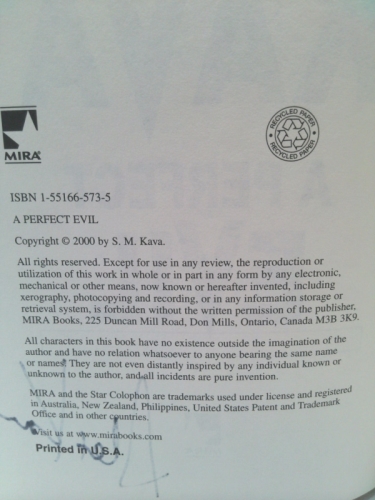 MIRA®
RECYCLED PAPER
RECYCLED PAPER
ISBN 1-55166-573-5
A PERFECT EVIL
Copyright © 2000 by S. M. Kava.
All rights reserved. Except for use in any review, the reproduction or
utilization of this work in whole or in part in any form by any electronic,
mechanical or other means, now known or hereafter invented, including
xerography, photocopying and recording, or in any information storage or
retrieval system, is forbidden without the written permission of the publisher,
MIRA Books, 225 Duncan Mill Road, Don Mills, Ontario, Canada M3B 3K9.
All characters in this book have no existence outside the imagination of the
author and have no relation whatsoever to anyone bearing the same name
or names. They are not even distantly inspired by any individual known or
unknown to the author, and all incidents are pure invention.
MIRA and the Star Colophon are trademarks used under license and registered
in Australia, New Zealand, Philippines, United States Patent and Trademark
Office and in other countries.
Visit us at www.mirabooks.com
Printed in U.S.A.